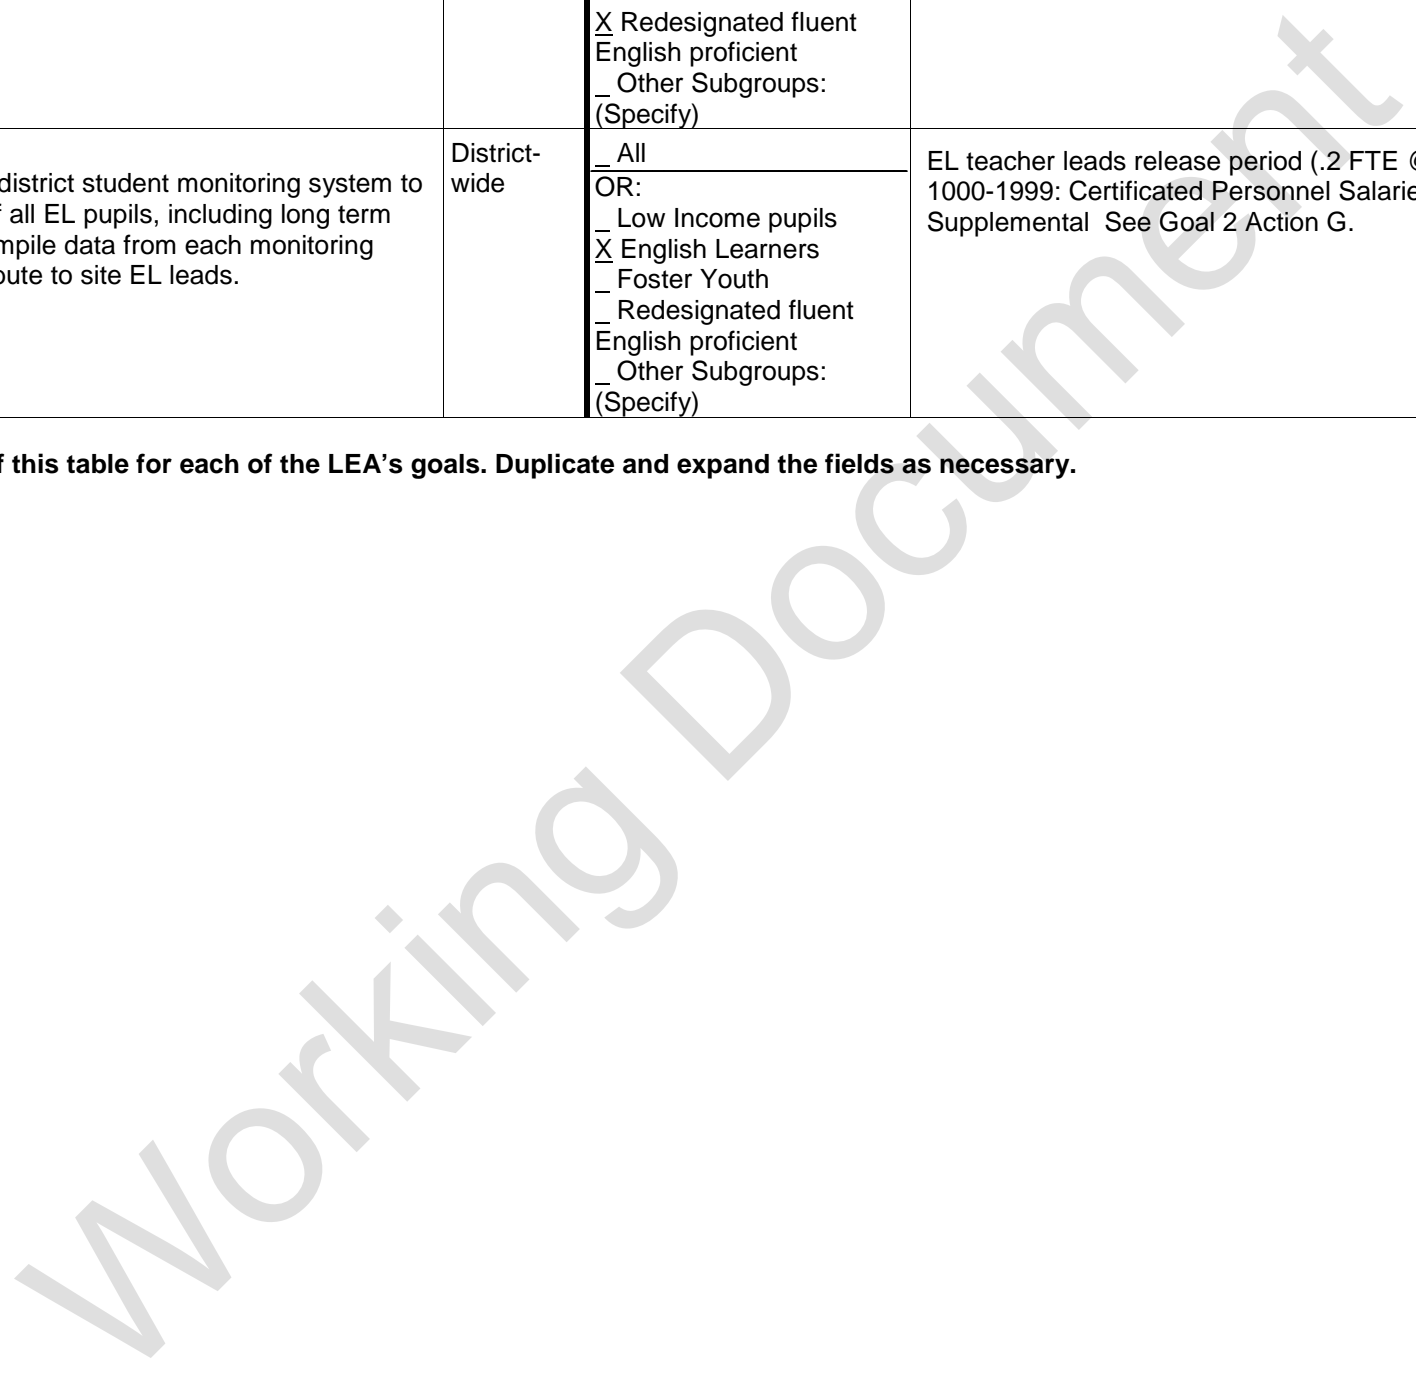 X Redesignated fluent
English proficient
_ Other Subgroups:
(Specify)
district student monitoring system to
all EL pupils, including long term
data from each monitoring
to site EL leads.
District-
wide
_ All
OR:
_ Low Income pupils
X English Learners
_ Foster Youth
_ Redesignated fluent
English proficient
_ Other Subgroups:
(Specify)
EL teacher leads release period (.2 FTE @
1000-1999: Certificated Personnel Salarie
Supplemental  See Goal 2 Action G.
this table for each of the LEA’s goals. Duplicate and expand the fields as necessary.
Working Document